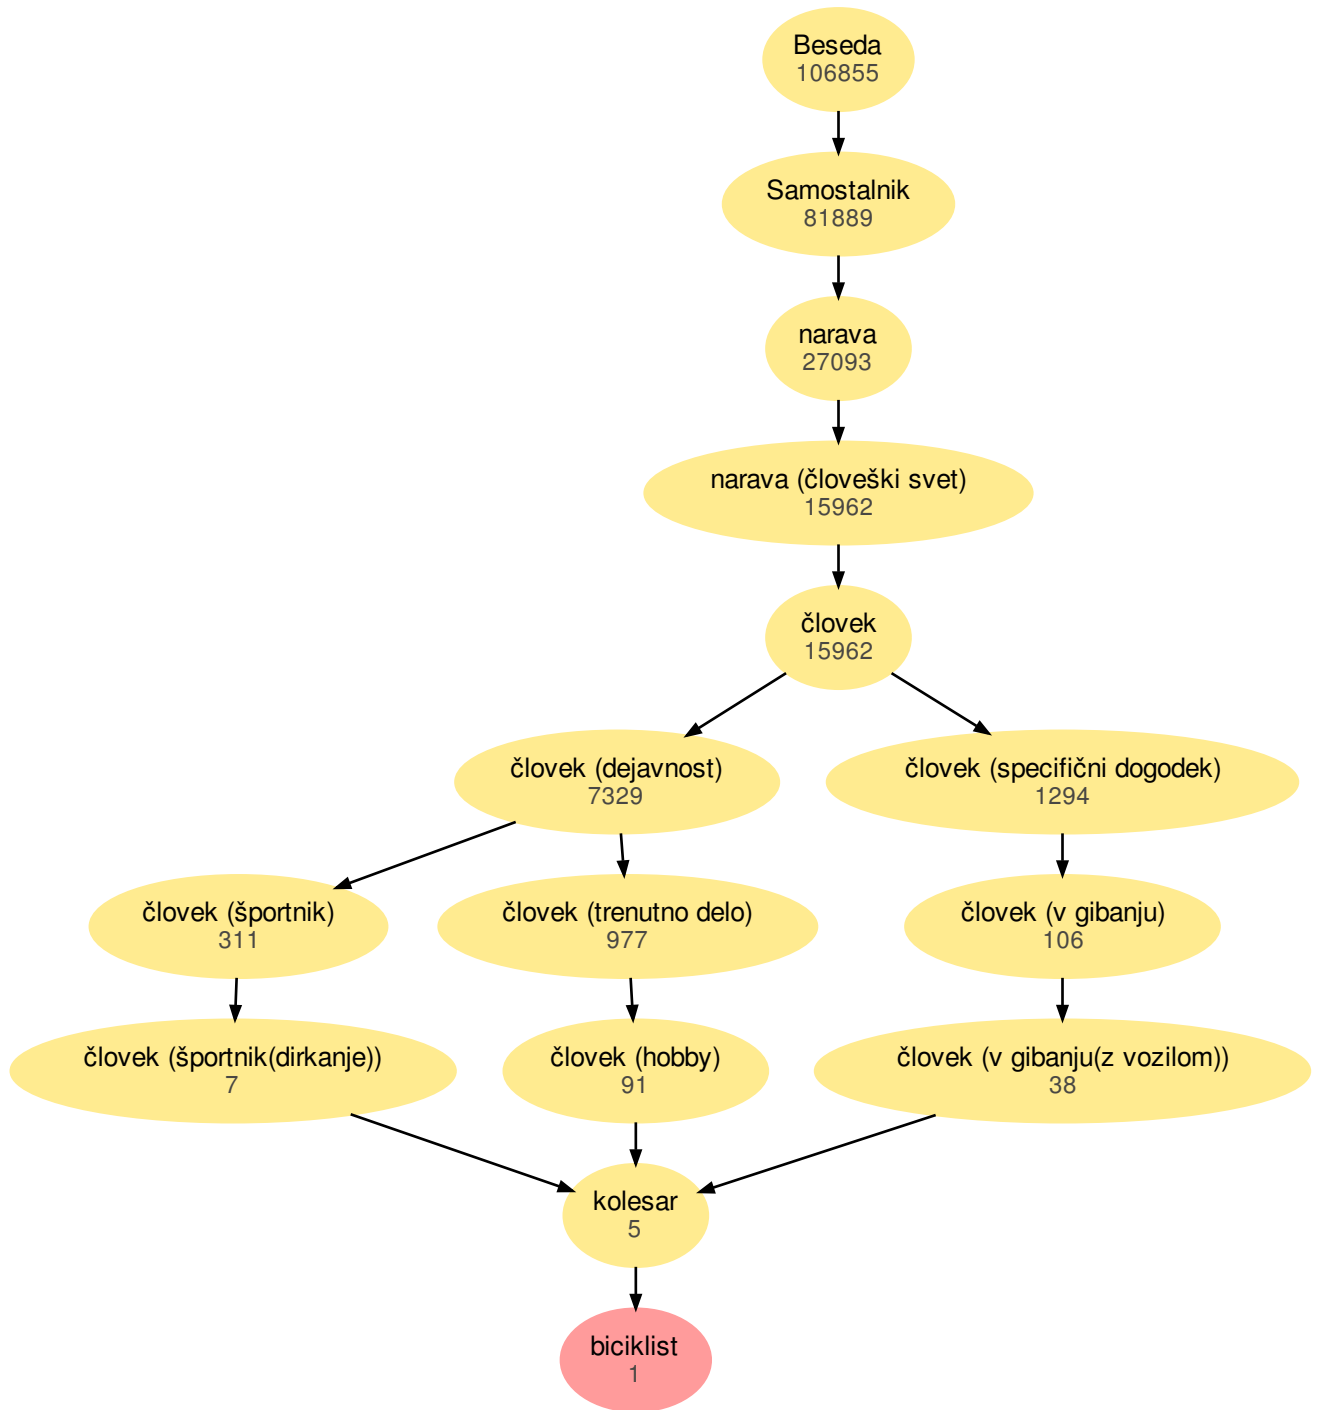 Beseda
106855
Samostalnik
81889
narava
27093
narava (človeški svet)
15962
človek
15962
človek (dejavnost)
7329
človek (specifični dogodek)
1294
človek (športnik)
311
človek (trenutno delo)
977
človek (v gibanju)
106
človek (športnik(dirkanje))
7
človek (hobby)
91
človek (v gibanju(z vozilom))
38
kolesar
5
biciklist
1